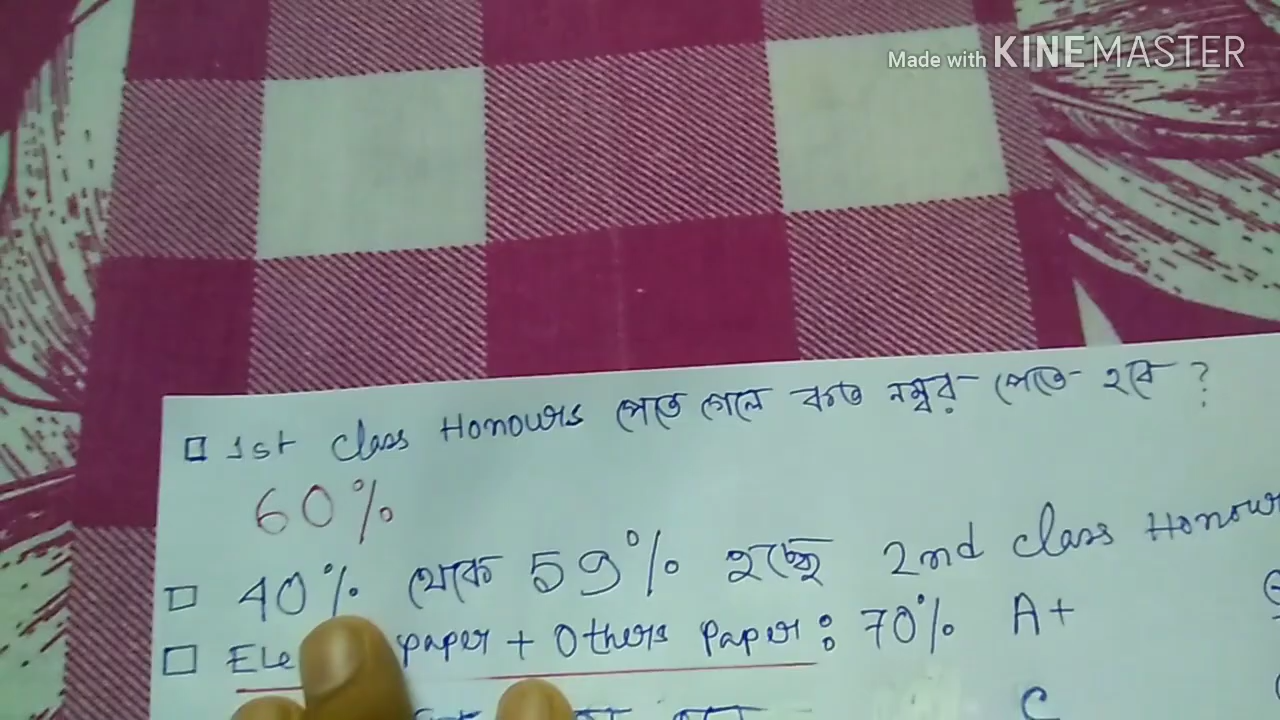 Made with KINEMASTER
□ 1st Class Honours পেতে গেলে কত নম্বর পেতে হবে ?
60%
□ 40% থেকে 59% হচ্ছে 2nd class Honour
□ Ele paper + Others Paper : 70% A+
C